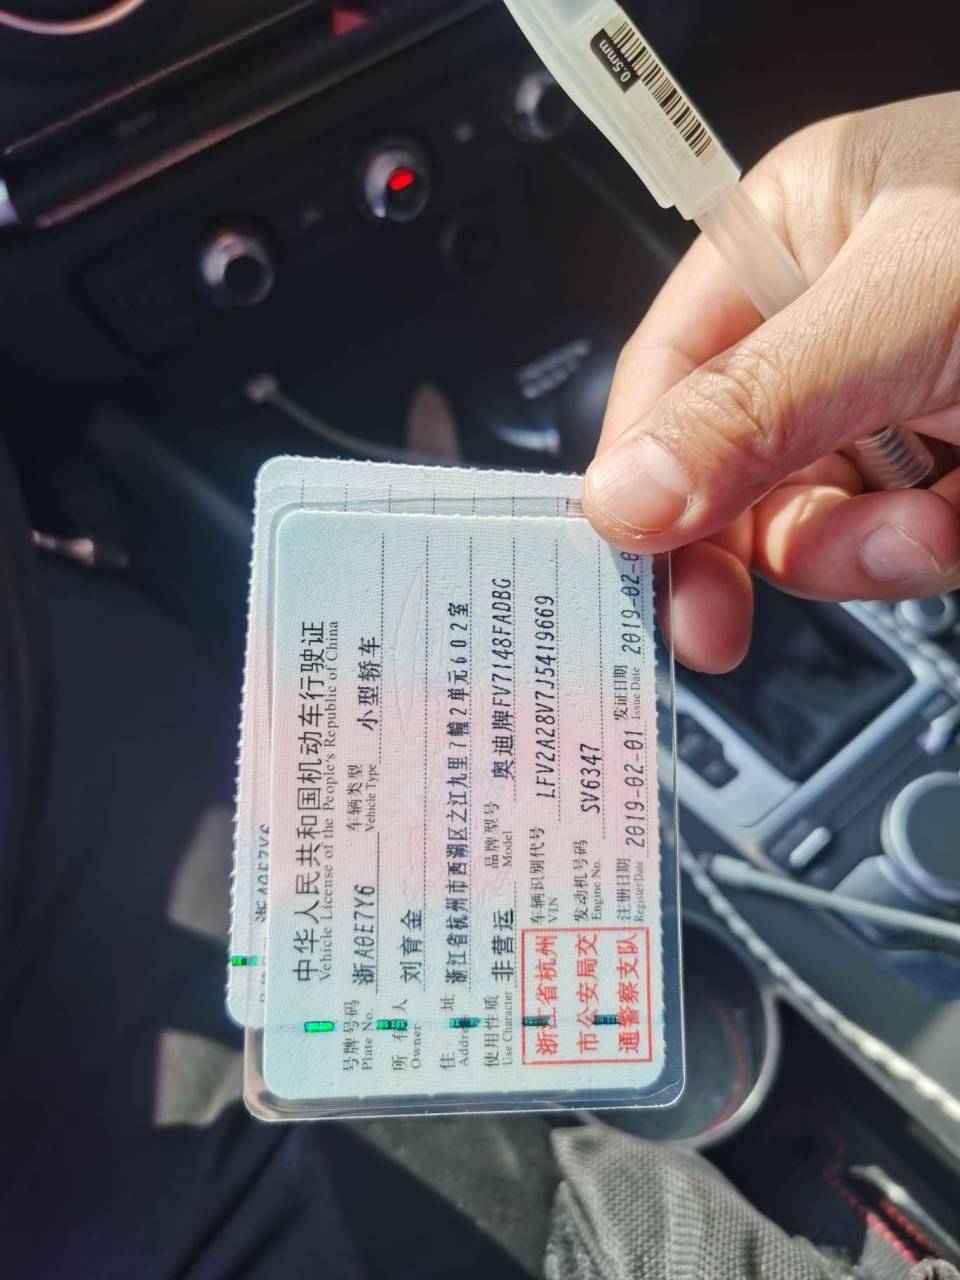 中华人民共和国机动车行驶证
Vehicle License of the People's Republic of China
号牌号码 浙A0E7Y6 车辆类型 小型轿车
Plate No. Vehicle Type
所有人 刘育金
Owner
住址 浙江省杭州市西湖区之江九里7幢2单元602室
Address
使用性质 非营运 品牌型号 奥迪牌FV7148FADBG
Use Character Model
浙江省杭州
市公安局交
通警察支队
车辆识别代号 LFV2A28V7J5419669
VIN
发动机号码 SV6347
Engine No.
注册日期 2019-02-01 发证日期 2019-02-0
Register Date Issue Date
0.5mm